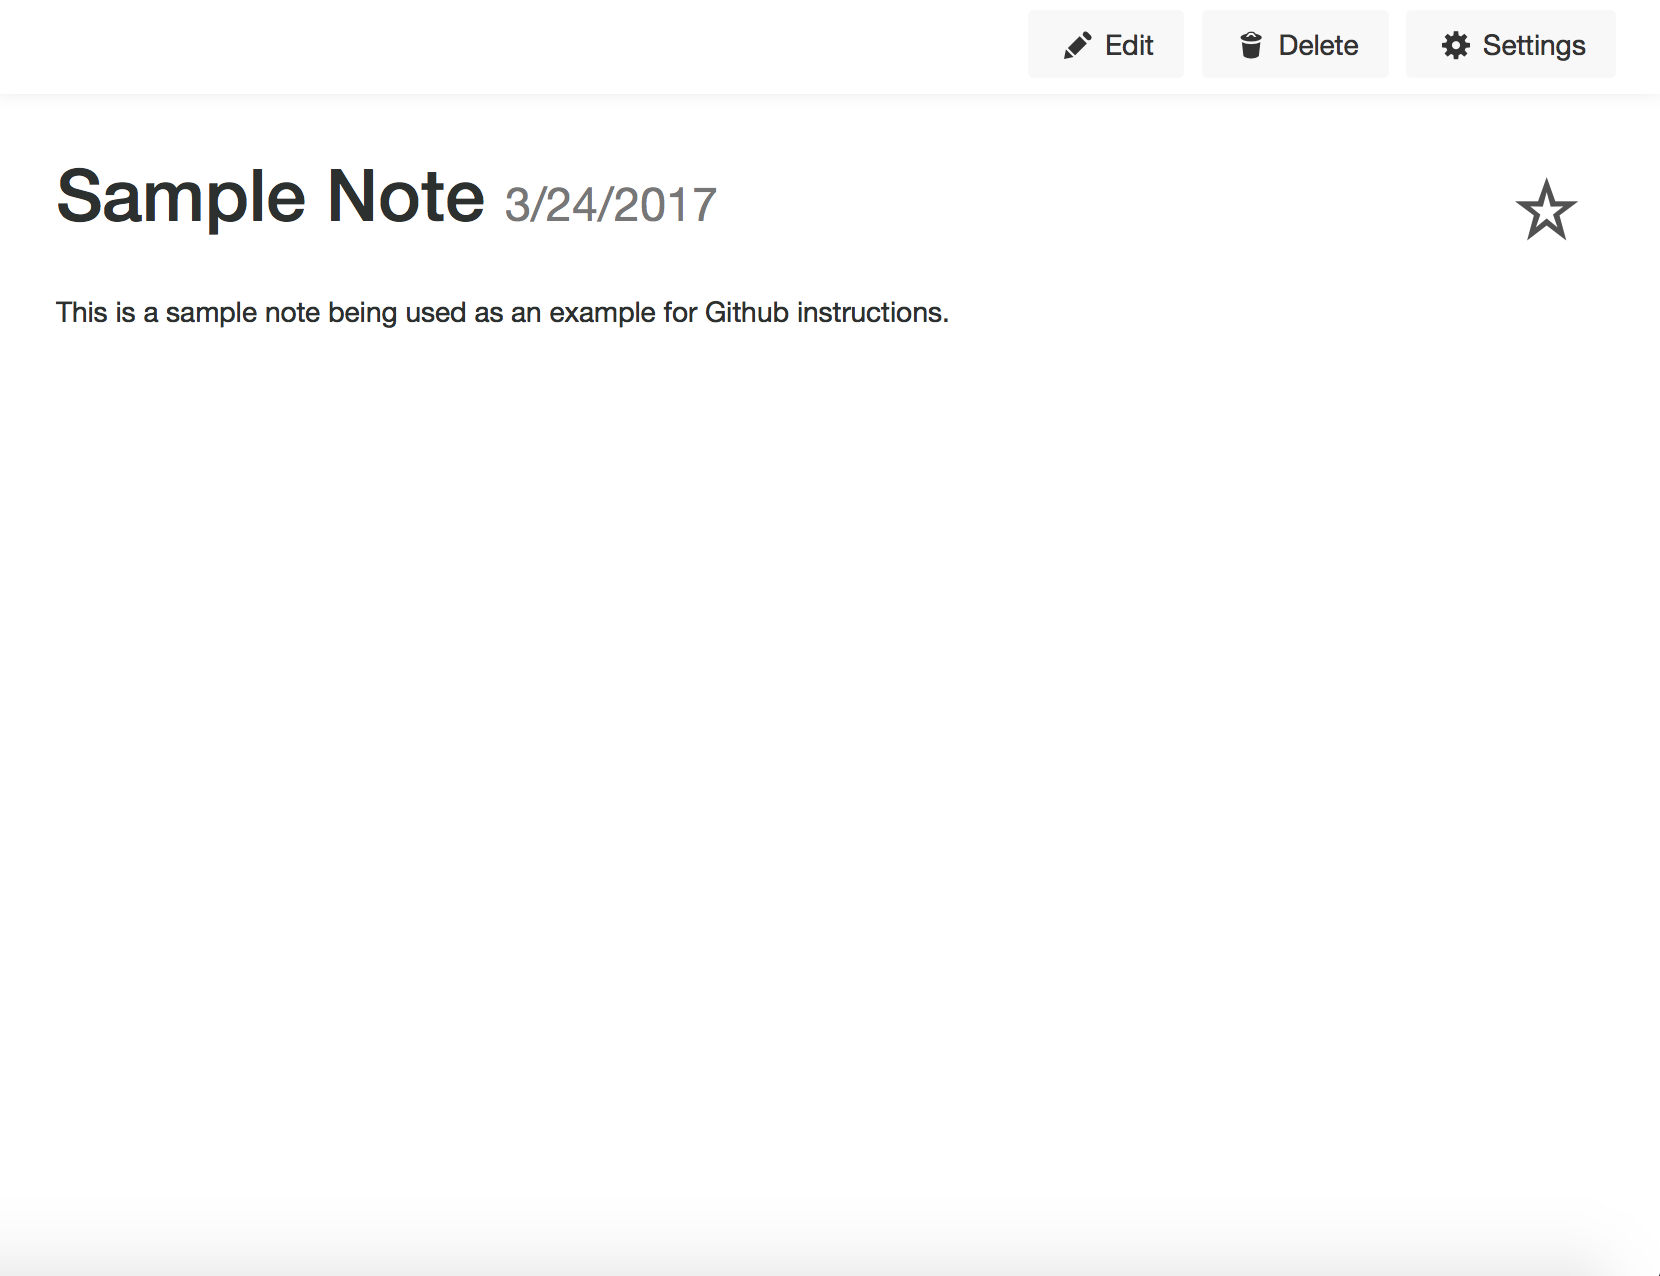 Edit Delete Settings
Sample Note 3/24/2017
This is a sample note being used as an example for Github instructions.